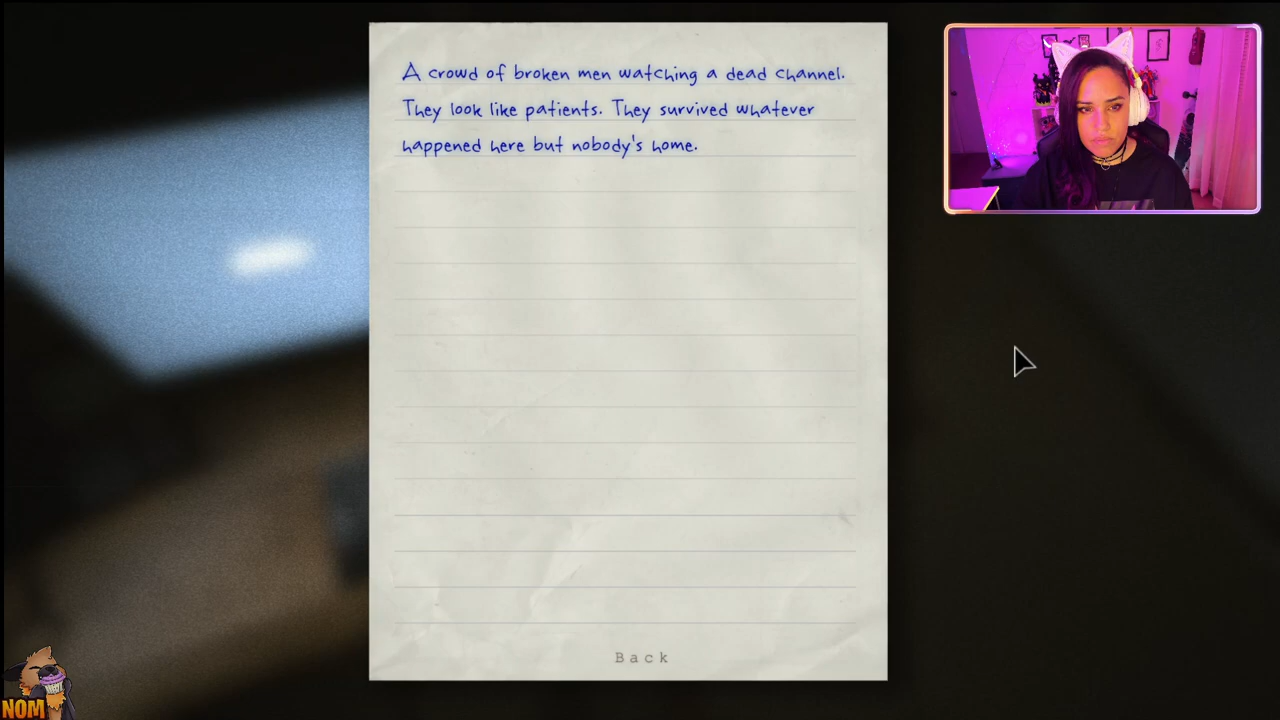 A crowd of broken men watching a dead channel.
They look like patients. They survived whatever
happened here but nobody's home.
Back
NOM